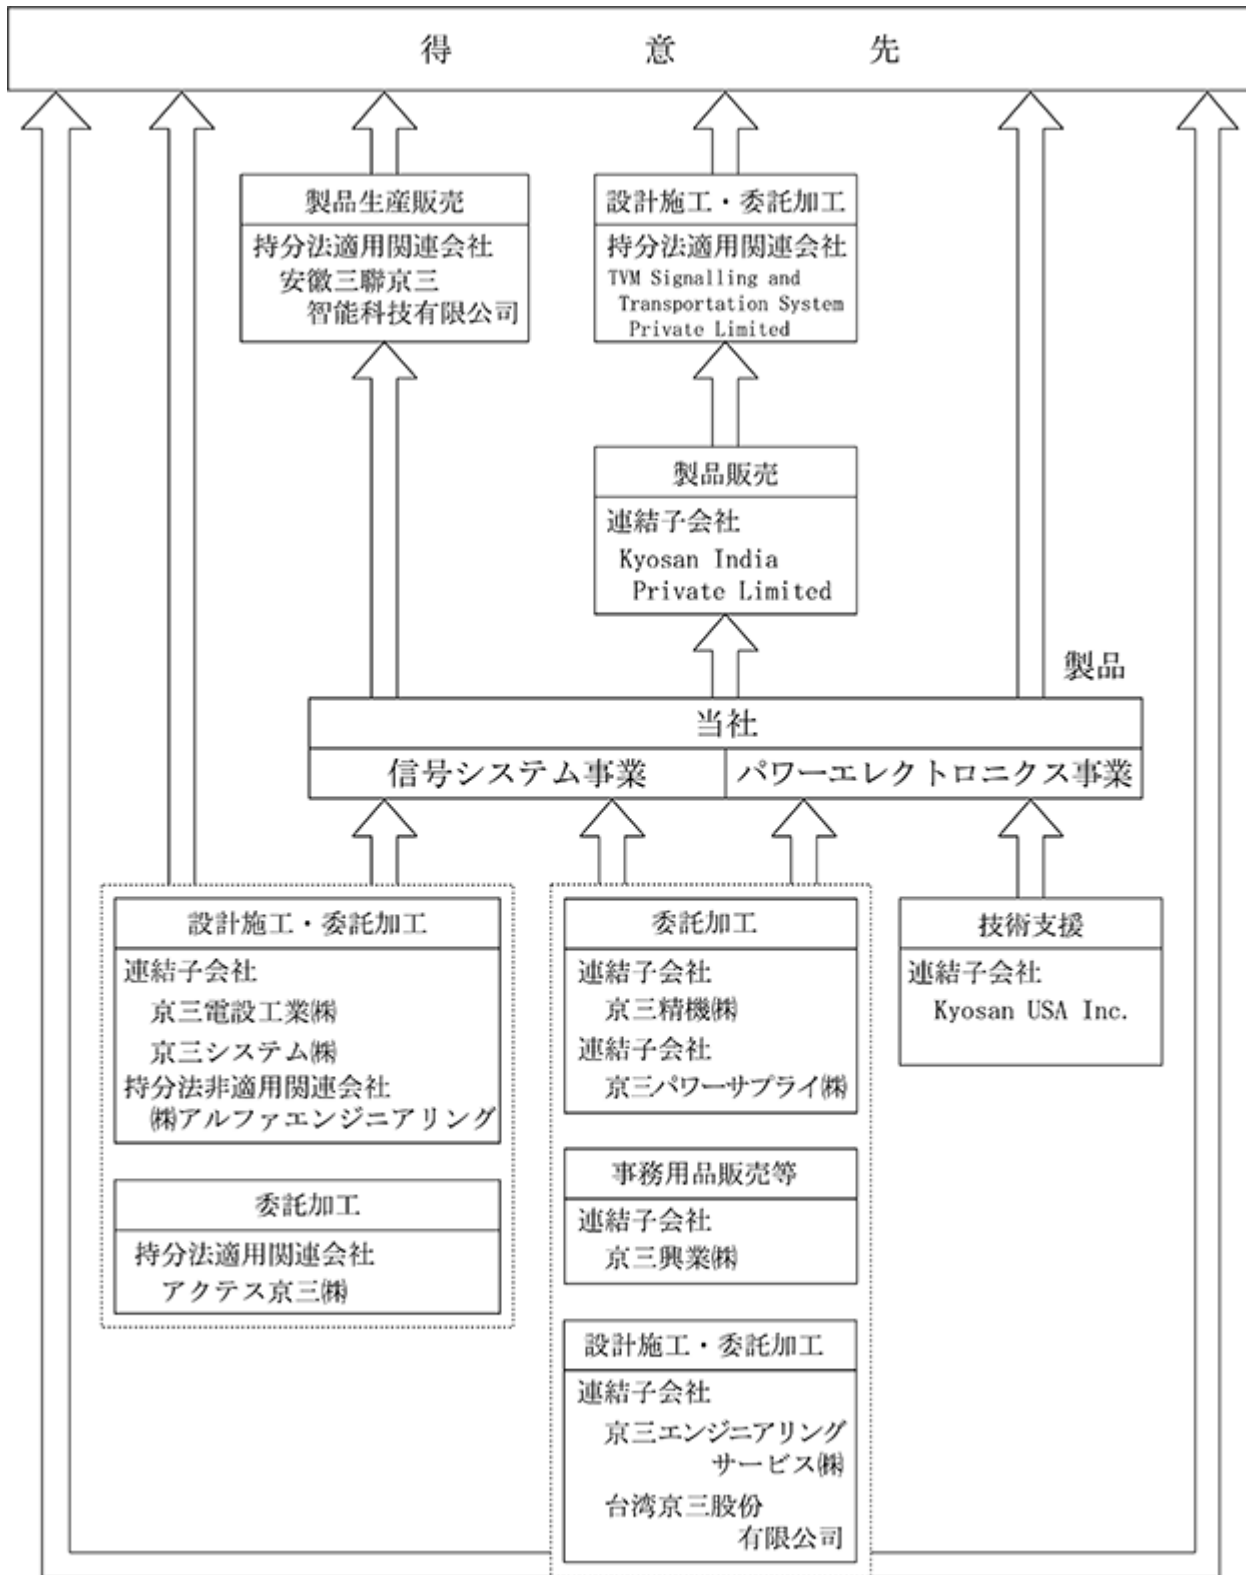 得意先
製品生産販売
持分法適用関連会社
安徽三聯京三
智能科技有限公司
設計施工・委託加工
持分法適用関連会社
TVM Signalling and
Transportation System
Private Limited
製品販売
連結子会社
Kyosan India
Private Limited
製品
当社
信号システム事業
パワーエレクトロニクス事業
設計施工・委託加工
連結子会社
京三電設工業㈱
京三システム㈱
持分法非適用関連会社
㈱アルファエンジニアリング
委託加工
持分法適用関連会社
アクテス京三㈱
委託加工
連結子会社
京三精機㈱
連結子会社
京三パワーサプライ㈱
事務用品販売等
連結子会社
京三興業㈱
設計施工・委託加工
連結子会社
京三エンジニアリング
サービス㈱
台湾京三股份
有限公司
技術支援
連結子会社
Kyosan USA Inc.